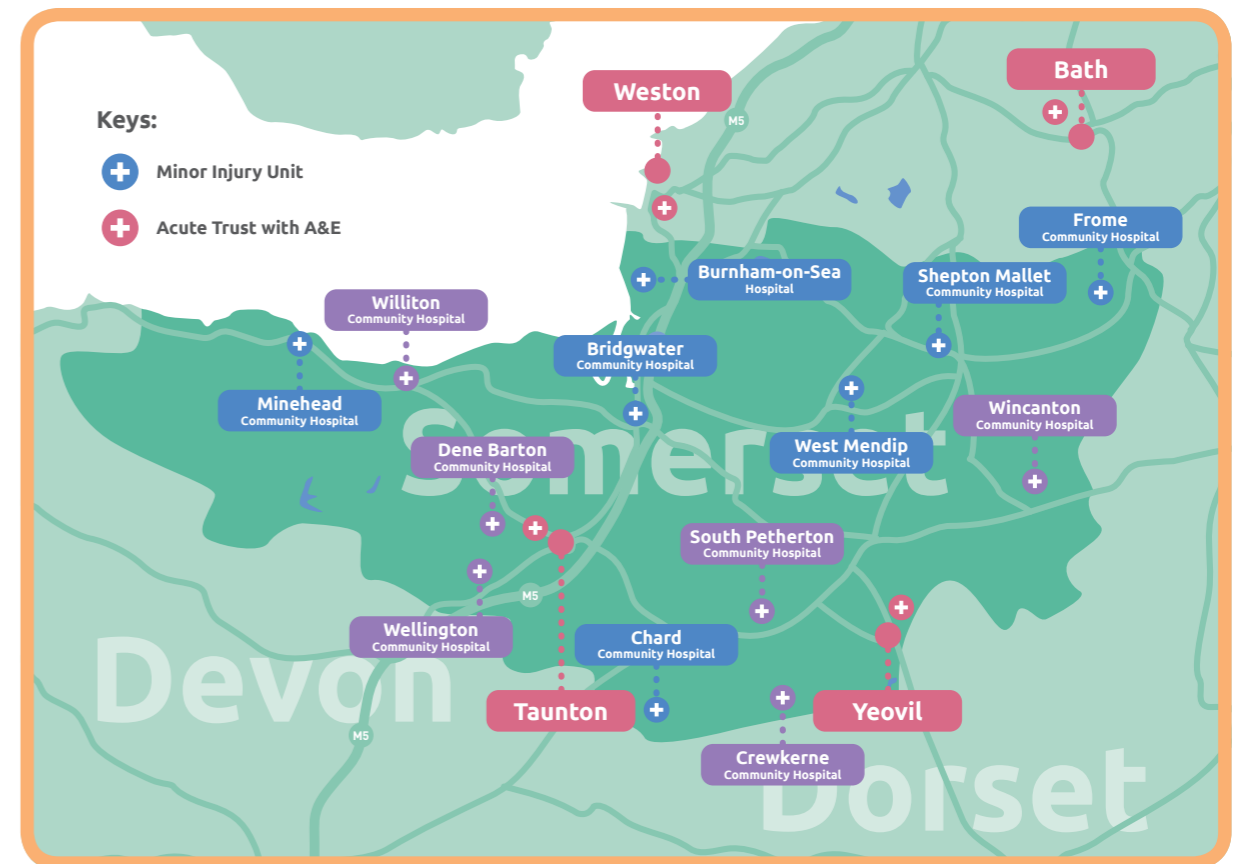 Keys:
Minor Injury Unit
Acute Trust with A&E
Weston
Bath
M5
Frome
Community Hospital
Burnham-on-Sea
Hospital
Shepton Mallet
Community Hospital
Williton
Community Hospital
Bridgwater
Community Hospital
Minehead
Community Hospital
Wincanton
Community Hospital
Somerset
Dene Barton
Community Hospital
West Mendip
Community Hospital
South Petherton
Community Hospital
M5
Wellington
Community Hospital
Chard
Community Hospital
Devon
Taunton
Yeovil
M5
Crewkerne
Community Hospital
Dorset